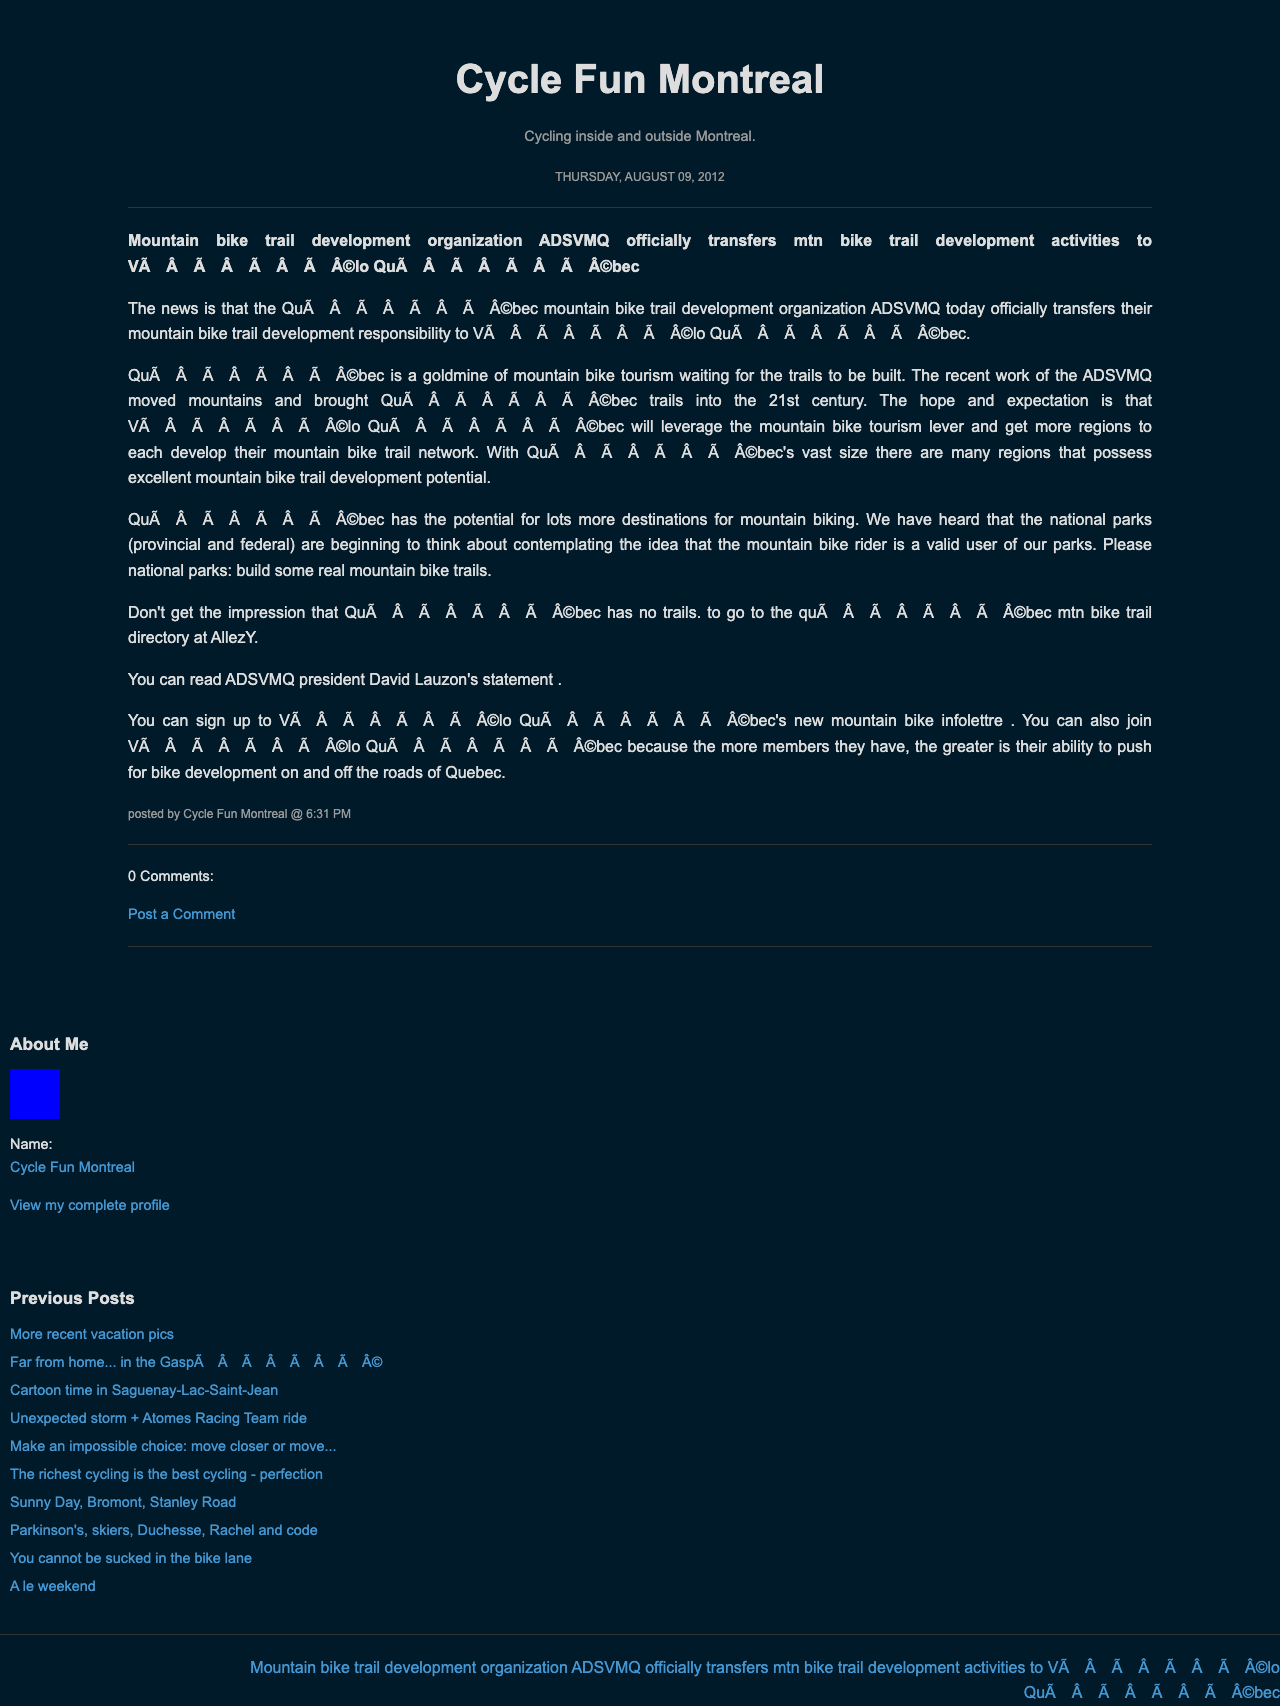 Cycle Fun Montreal
Cycling inside and outside Montreal.
THURSDAY, AUGUST 09, 2012
Mountain bike trail development organization ADSVMQ officially transfers mtn bike trail development activities to
VÃ Â Ã Â Ã Â Ã Â©lo QuÃ Â Ã Â Ã Â Ã Â©bec
The news is that the QuÃ Â Ã Â Ã Â Ã Â©bec mountain bike trail development organization ADSVMQ today officially transfers their
mountain bike trail development responsibility to VÃ Â Ã Â Ã Â Ã Â©lo QuÃ Â Ã Â Ã Â Ã Â©bec.
QuÃ Â Ã Â Ã Â Ã Â©bec is a goldmine of mountain bike tourism waiting for the trails to be built. The recent work of the ADSVMQ
moved mountains and brought QuÃ Â Ã Â Ã Â Ã Â©bec trails into the 21st century. The hope and expectation is that
VÃ Â Ã Â Ã Â Ã Â©lo QuÃ Â Ã Â Ã Â Ã Â©bec will leverage the mountain bike tourism lever and get more regions to
each develop their mountain bike trail network. With QuÃ Â Ã Â Ã Â Ã Â©bec's vast size there are many regions that possess
excellent mountain bike trail development potential.
QuÃ Â Ã Â Ã Â Ã Â©bec has the potential for lots more destinations for mountain biking. We have heard that the national parks
(provincial and federal) are beginning to think about contemplating the idea that the mountain bike rider is a valid user of our parks. Please
national parks: build some real mountain bike trails.
Don't get the impression that QuÃ Â Ã Â Ã Â Ã Â©bec has no trails. to go to the quÃ Â Ã Â Ã Â Ã Â©bec mtn bike trail
directory at AllezY.
You can read ADSVMQ president David Lauzon's statement .
You can sign up to VÃ Â Ã Â Ã Â Ã Â©lo QuÃ Â Ã Â Ã Â Ã Â©bec's new mountain bike infolettre . You can also join
VÃ Â Ã Â Ã Â Ã Â©lo QuÃ Â Ã Â Ã Â Ã Â©bec because the more members they have, the greater is their ability to push
for bike development on and off the roads of Quebec.
posted by Cycle Fun Montreal @ 6:31 PM
0 Comments:
Post a Comment
About Me
Name:
Cycle Fun Montreal
View my complete profile
Previous Posts
More recent vacation pics
Far from home... in the GaspÃ Â Ã Â Ã Â Ã Â©
Cartoon time in Saguenay-Lac-Saint-Jean
Unexpected storm + Atomes Racing Team ride
Make an impossible choice: move closer or move...
The richest cycling is the best cycling - perfection
Sunny Day, Bromont, Stanley Road
Parkinson's, skiers, Duchesse, Rachel and code
You cannot be sucked in the bike lane
A le weekend
Mountain bike trail development organization ADSVMQ officially transfers mtn bike trail development activities to VÃ Â Ã Â Ã Â Ã Â©lo
QuÃ Â Ã Â Ã Â Ã Â©bec